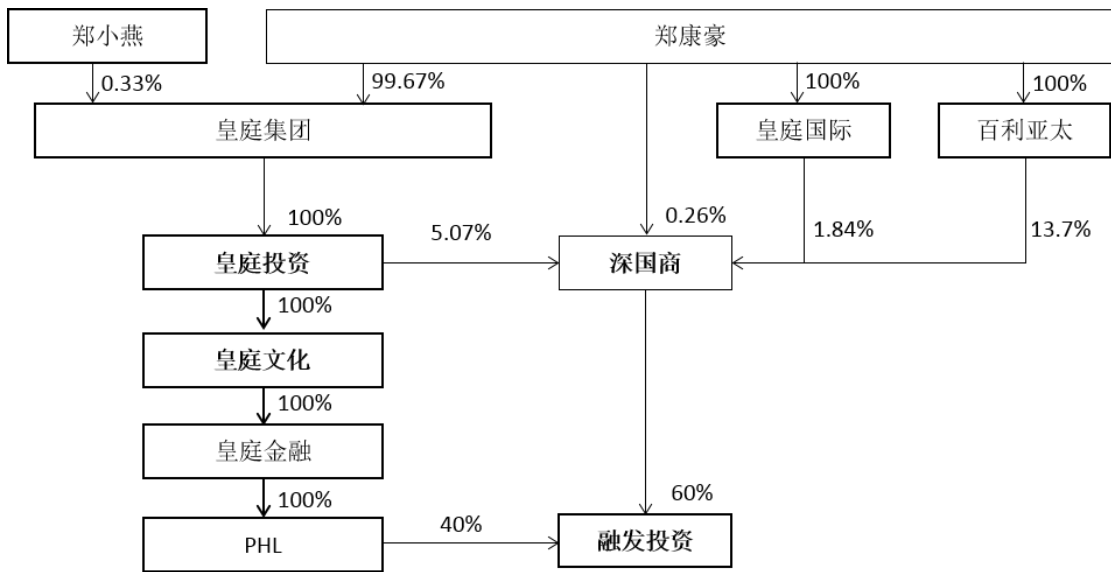 郑小燕
郑康豪
0.33%
99.67%
100%
100%
皇庭集团
皇庭国际
百利亚太
100%
5.07%
0.26%
1.84%
13.7%
皇庭投资
深国商
100%
皇庭文化
100%
皇庭金融
100%
40%
60%
PHL
融发投资